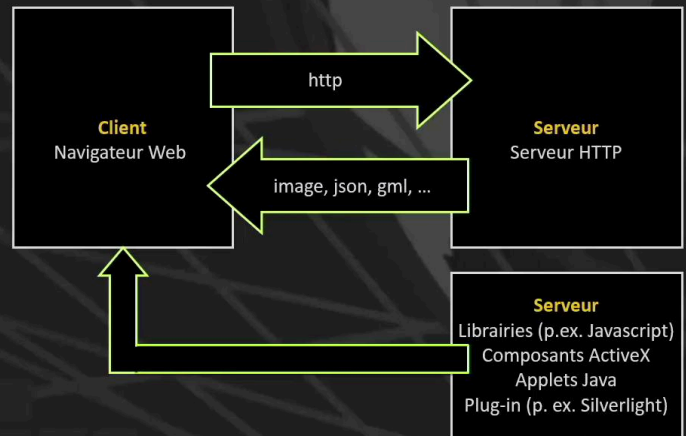 http
Client
Navigateur Web
Serveur
Serveur HTTP
image, json, gml, ...
Serveur
Librairies (p.ex. Javascript)
Composants ActiveX
Applets Java
Plug-in (p. ex. Silverlight)